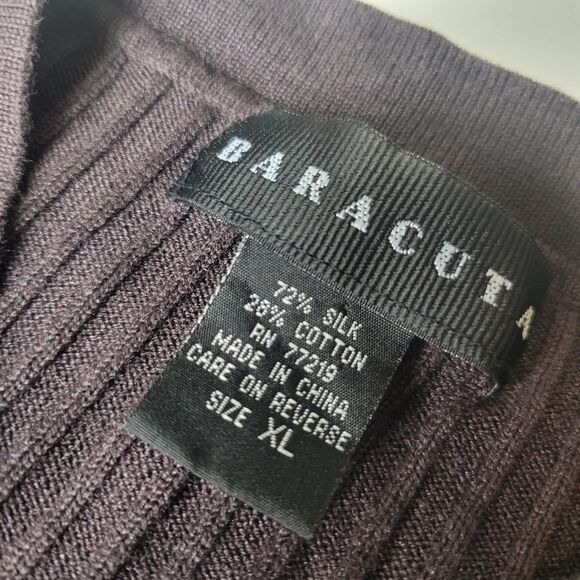 BARACUTA
72% SILK
28% COTTON
RN 77219
MADE IN CHINA
CARE ON REVERSE
SIZE XL